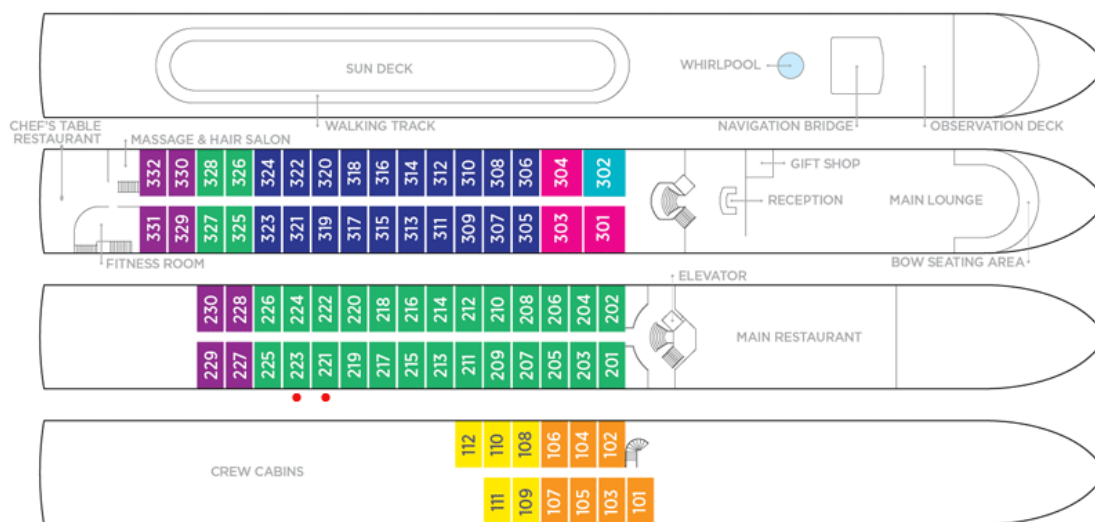 SUN DECK
WHIRLPOOL
CHEF'S TABLE
RESTAURANT
MASSAGE & HAIR SALON
WALKING TRACK
NAVIGATION BRIDGE
OBSERVATION DECK
332 330 328 326 324 322 320 318 316 314 312 310 308 306 304 302
GIFT SHOP
RECEPTION
MAIN LOUNGE
331 329 327 325 323 321 319 317 315 313 311 309 307 305 303 301
FITNESS ROOM
BOW SEATING AREA
ELEVATOR
230 228 226 224 222 220 218 216 214 212 210 208 206 204 202
MAIN RESTAURANT
229 227 225 223 221 219 217 215 213 211 209 207 205 203 201
112 110 108 106 104 102
CREW CABINS
111 109 107 105 103 101